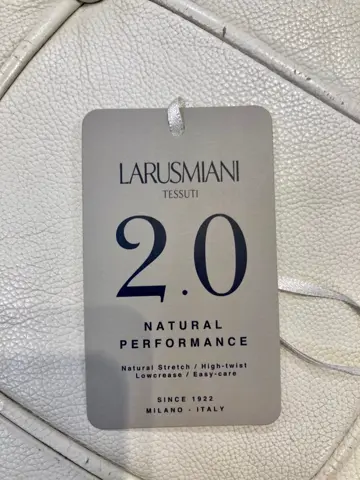 LARUSMIANI
TESSUTI
2.0
NATURAL
PERFORMANCE
Natural Stretch / High-twist
Lowcrease / Easy-care
SINCE 1922
MILANO - ITALY